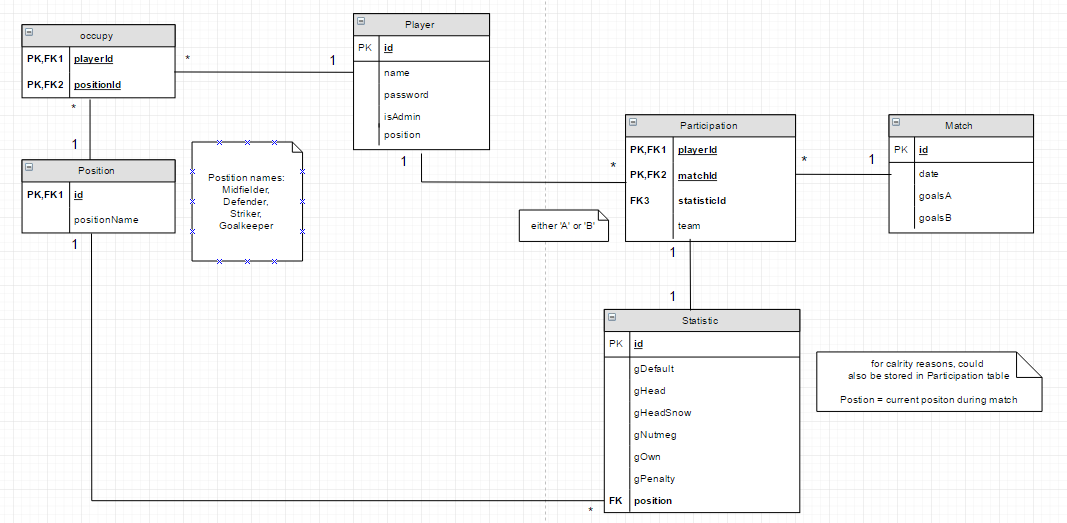 occupy
PK,FK1 playerId
PK,FK2 positionId
*
1
*
1
Player
PK id
name
password
isAdmin
position
1
Position
PK,FK1 id
positionName
1
Postition names:
Midfielder,
Defender,
Striker,
Goalkeeper
*
Participation
PK,FK1 playerId
PK,FK2 matchId
FK3 statisticId
team
*
1
Match
PK id
date
goalsA
goalsB
either 'A' or 'B'
1
1
Statistic
PK id
gDefault
gHead
gHeadSnow
gNutmeg
gOwn
gPenalty
FK position
*
for calrity reasons, could
also be stored in Participation table
Postion = current positon during match